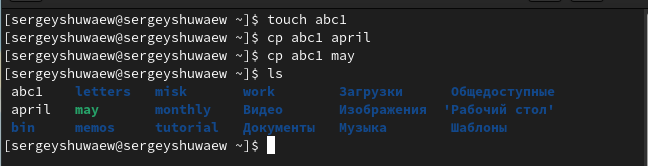 [sergeyshuwaew@sergeyshuwaew ~]$ touch abc1
[sergeyshuwaew@sergeyshuwaew ~]$ cp abc1 april
[sergeyshuwaew@sergeyshuwaew ~]$ cp abc1 may
[sergeyshuwaew@sergeyshuwaew ~]$ ls
abc1 letters misk work Загрузки Общедоступные
april may monthly Видео Изображения 'Рабочий стол'
bin memos tutorial Документы Музыка Шаблоны
[sergeyshuwaew@sergeyshuwaew ~]$